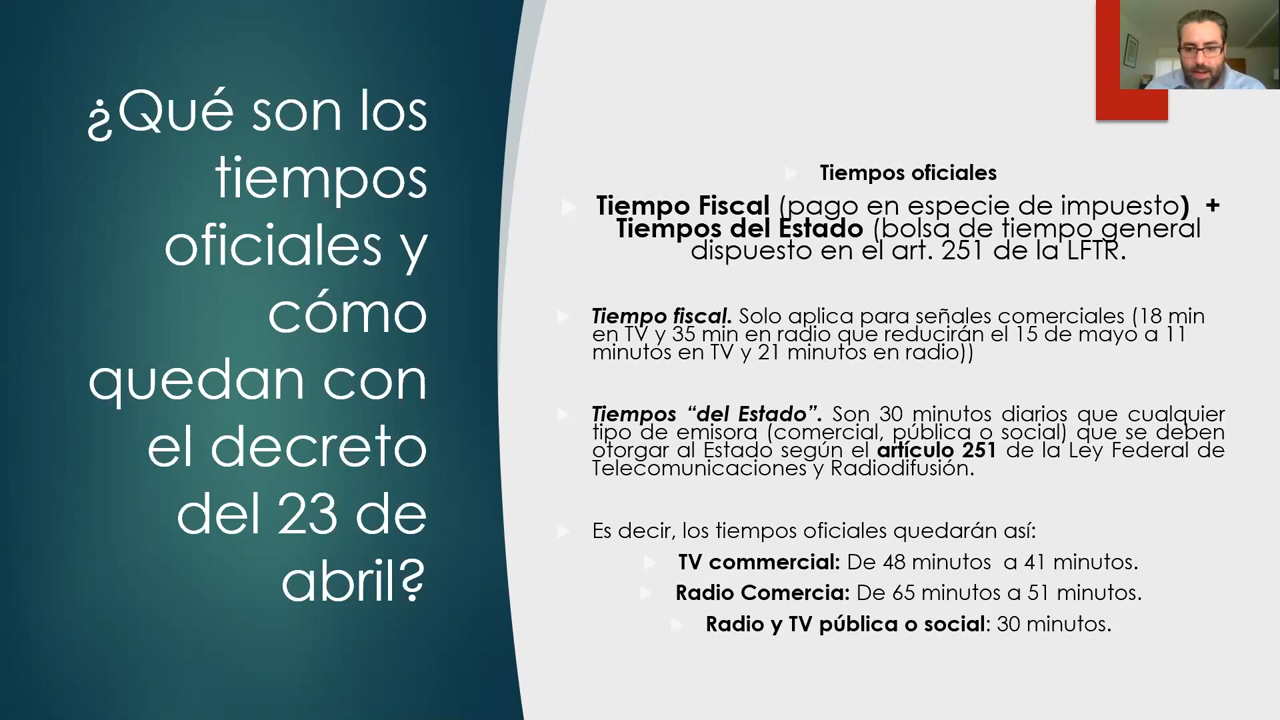 ¿Qué son los
tiempos
oficiales y
cómo
quedan con
el decreto
del 23 de
abril?
Tiempos oficiales
Tiempo Fiscal (pago en especie de impuesto) +
Tiempos del Estado (bolsa de tiempo general
dispuesto en el art. 251 de la LFTR.
Tiempo fiscal. Solo aplica para señales comerciales (18 min
en TV y 35 min en radio que reducirán el 15 de mayo a 11
minutos en TV y 21 minutos en radio))
Tiempos “del Estado”. Son 30 minutos diarios que cualquier
tipo de emisora (comercial, pública o social) que se deben
otorgar al Estado según el artículo 251 de la Ley Federal de
Telecomunicaciones y Radiodifusión.
Es decir, los tiempos oficiales quedarán así:
TV commercial: De 48 minutos a 41 minutos.
Radio Comercia: De 65 minutos a 51 minutos.
Radio y TV pública o social: 30 minutos.